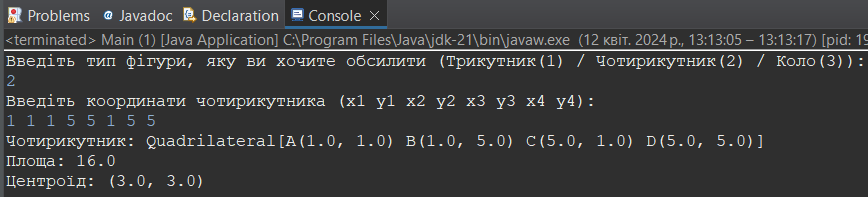 Problems @ Javadoc Declaration Console
<terminated> Main (1) [Java Application] C:\Program Files\Java\jdk-21\bin\javaw.exe (12 квіт. 2024 р., 13:13:05 – 13:13:17) [pid: 19
Введіть тип фігури, яку ви хочете обсилити (Трикутник(1) / Чотирикутник(2) / Коло(3)):
2
Введіть координати чотирикутника (x1 y1 x2 y2 x3 y3 x4 y4):
1 1 1 5 5 1 5 5
Чотирикутник: Quadrilateral[A(1.0, 1.0) B(1.0, 5.0) C(5.0, 1.0) D(5.0, 5.0)]
Площа: 16.0
Центроїд: (3.0, 3.0)